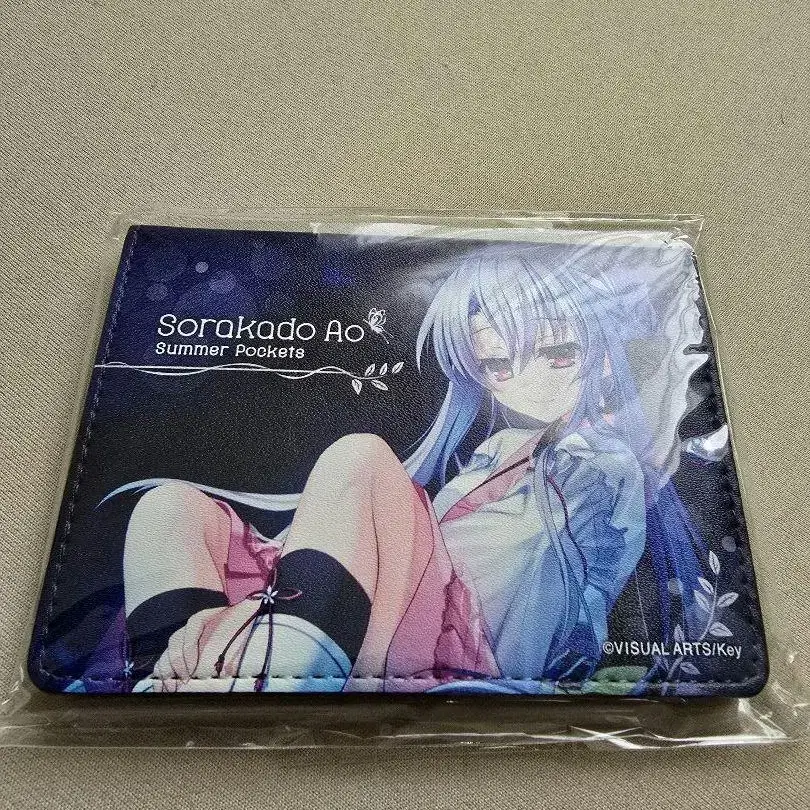 Sorakado Ao
Summer Pockets
©VISUAL ARTS/Key